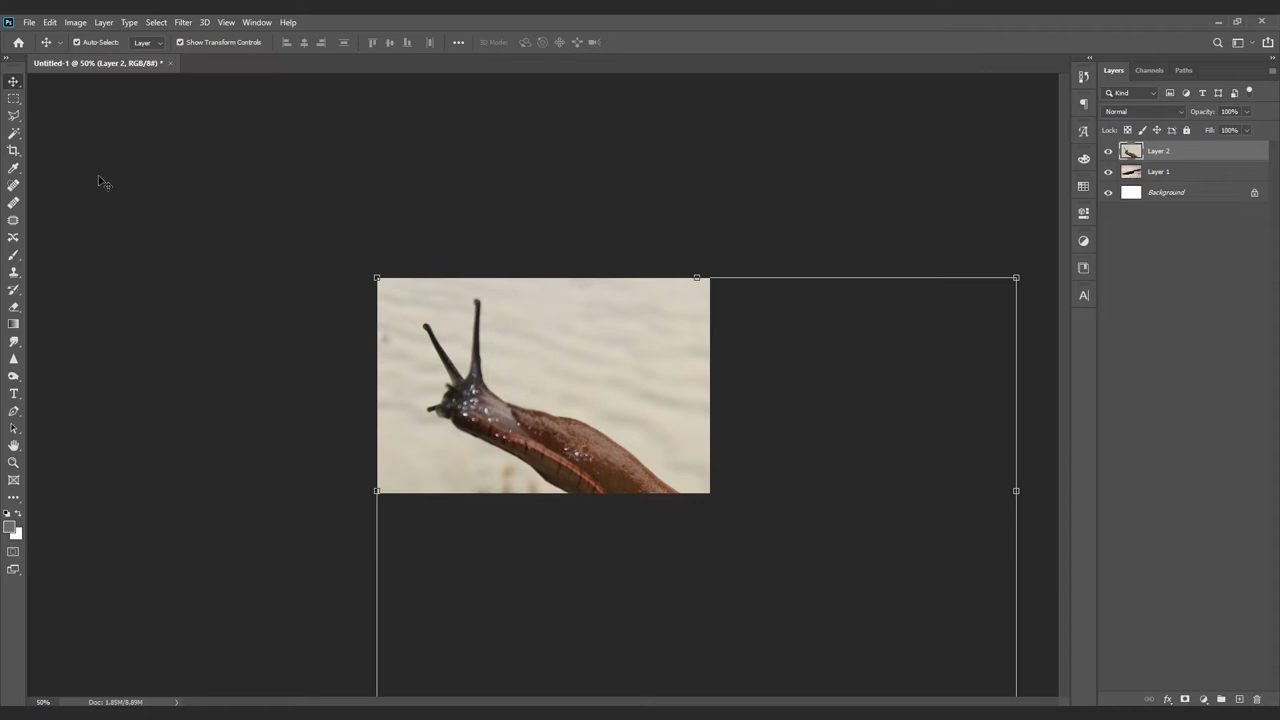 Ps File Edit Image Layer Type Select Filter 3D View Window Help
Auto-Select: Layer Show Transform Controls 3D Mode:
Untitled-1 @ 50% (Layer 2, RGB/8#) *
Layers Channels Paths
Kind
Normal Opacity: 100%
Lock: Fill: 100%
Layer 2
Layer 1
Background
50% Doc: 1.85M/8.89M